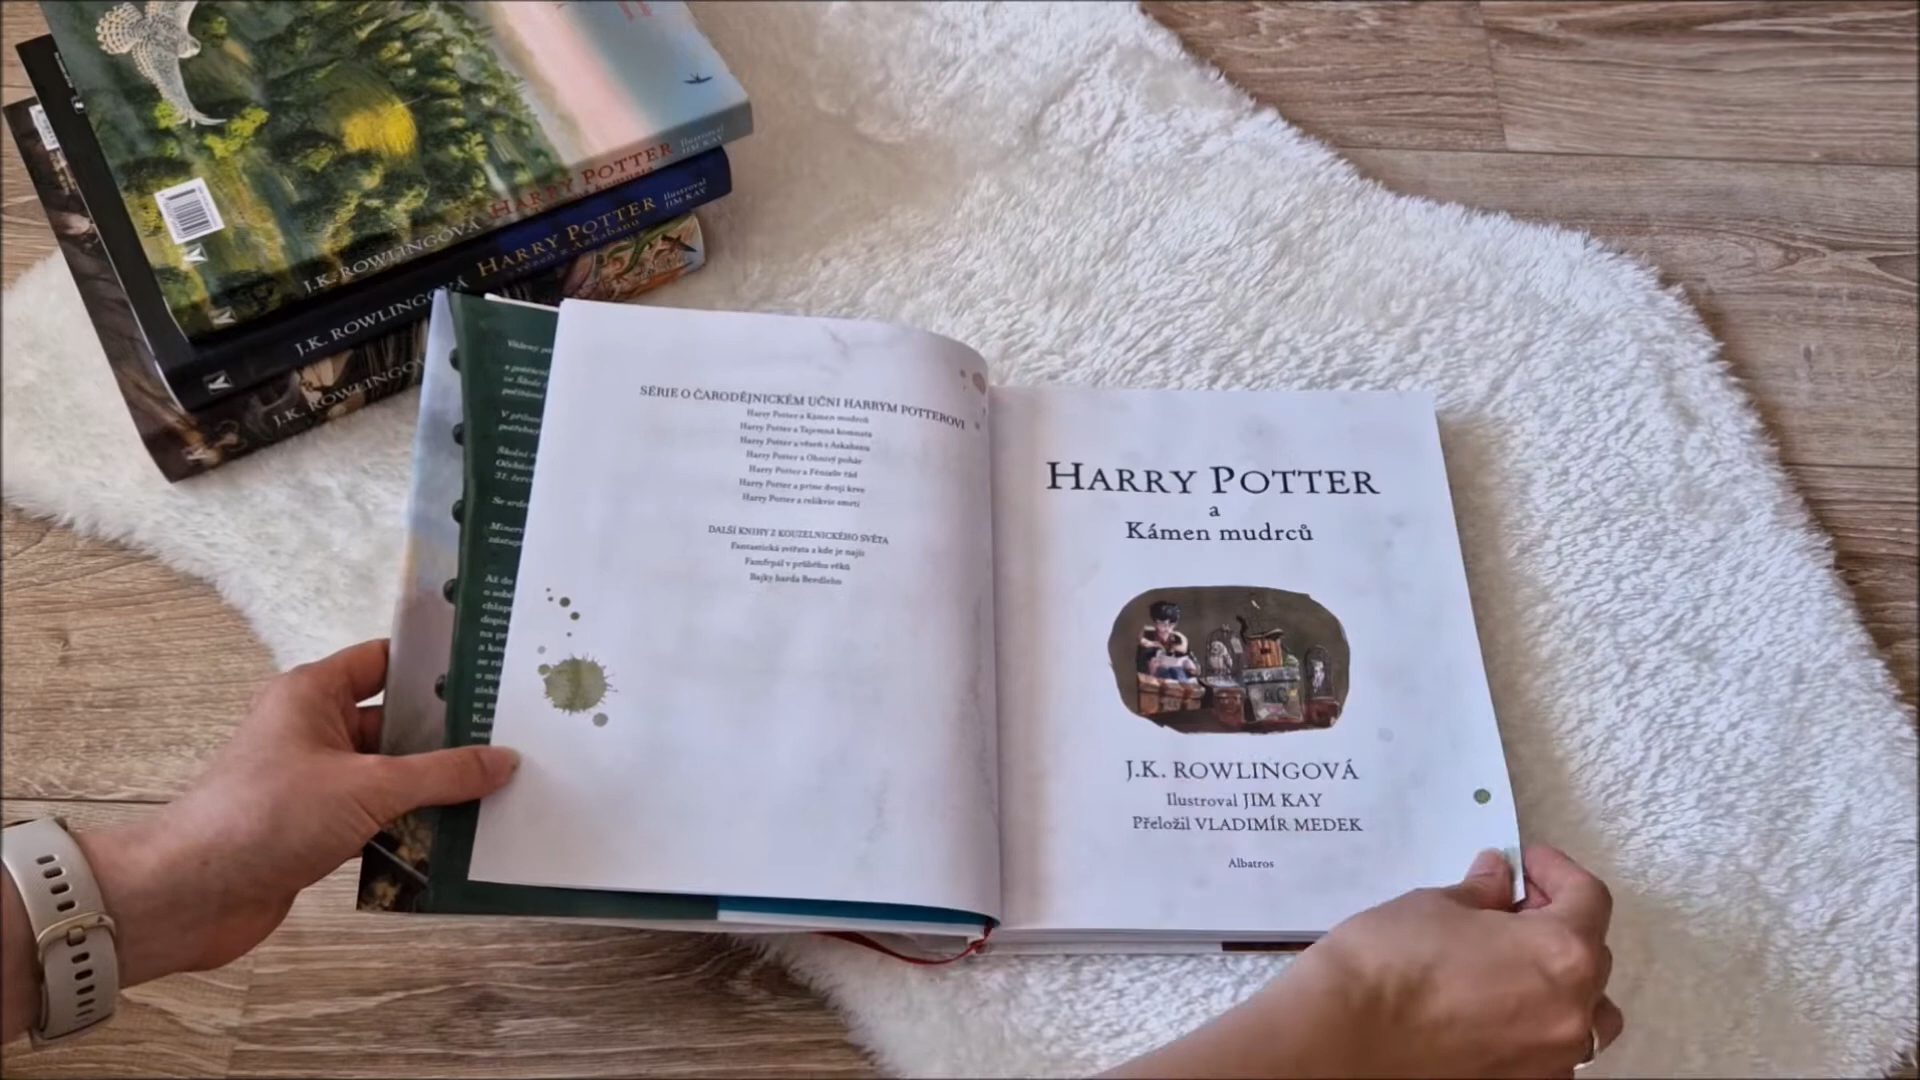 HARRY POTTER
Ilustroval
JIM KAY
J.K. ROWLINGOVÁ
HARRY POTTER
a vězeň z Azkabanu
Ilustroval
JIM KAY
J.K. ROWLINGOVÁ
J.K. ROWLINGOV
SÉRIE O ČARODĚJNICKÉM UČNI HARRYM POTTEROVI
Harry Potter a Kámen mudrců
Harry Potter a Tajemná komnata
Harry Potter a vězeň z Azkabanu
Harry Potter a Ohnivý pohár
Harry Potter a Fénixův řád
Harry Potter a princ dvojí krve
Harry Potter a relikvie smrti
DALŠÍ KNIHY Z KOUZELNICKÉHO SVĚTA
Fantastická zvířata a kde je najít
Famfrpál v průběhu věků
Bajky barda Beedleho
HARRY POTTER
a
Kámen mudrců
J.K. ROWLINGOVÁ
Ilustroval JIM KAY
Přeložil VLADIMÍR MEDEK
Albatros